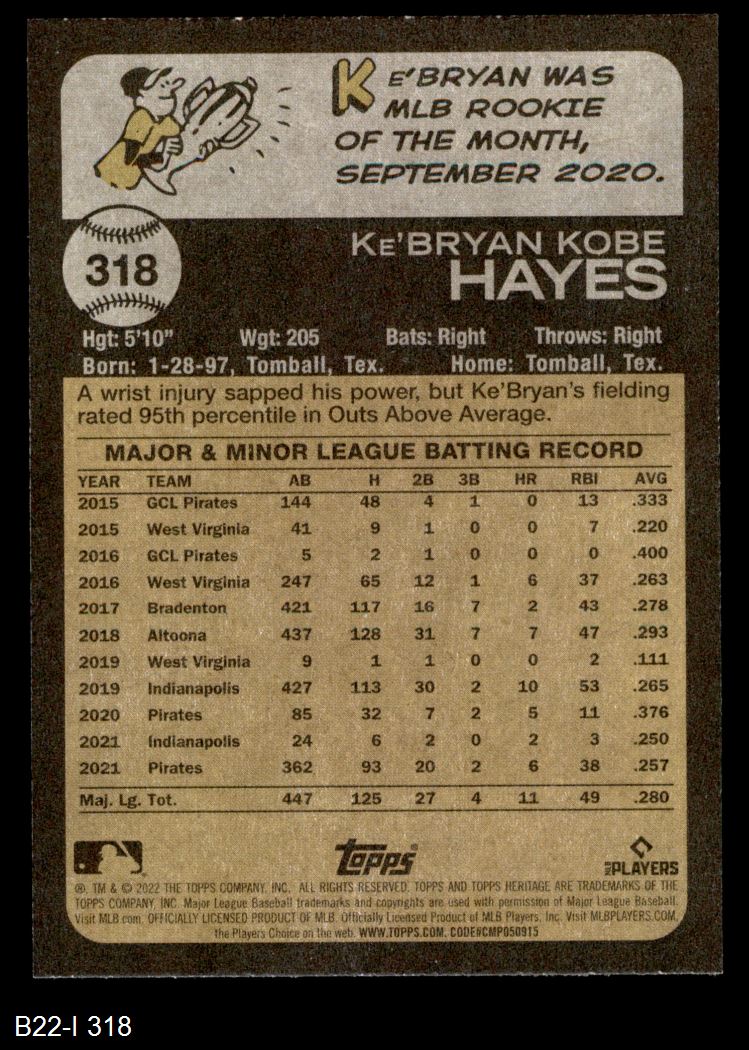 KE'BRYAN WAS
MLB ROOKIE
OF THE MONTH,
SEPTEMBER 2020.
318
KE'BRYAN KOBE
HAYES
Hgt: 5'10" Wgt: 205 Bats: Right Throws: Right
Born: 1-28-97, Tomball, Tex. Home: Tomball, Tex.
A wrist injury sapped his power, but Ke'Bryan's fielding
rated 95th percentile in Outs Above Average.
MAJOR & MINOR LEAGUE BATTING RECORD
YEAR TEAM AB H 2B 3B HR RBI AVG
2015 GCL Pirates 144 48 4 1 0 13 .333
2015 West Virginia 41 9 1 0 0 7 .220
2016 GCL Pirates 5 2 1 0 0 0 .400
2016 West Virginia 247 65 12 1 6 37 .263
2017 Bradenton 421 117 16 7 2 43 .278
2018 Altoona 437 128 31 7 7 47 .293
2019 West Virginia 9 1 1 0 0 2 .111
2019 Indianapolis 427 113 30 2 10 53 .265
2020 Pirates 85 32 7 2 5 11 .376
2021 Indianapolis 24 6 2 0 2 3 .250
2021 Pirates 362 93 20 2 6 38 .257
Maj. Lg. Tot. 447 125 27 4 11 49 .280
Topps
MLB PLAYERS
®, TM & © 2022 THE TOPPS COMPANY, INC. ALL RIGHTS RESERVED. TOPPS AND TOPPS HERITAGE ARE TRADEMARKS OF THE
TOPPS COMPANY, INC. Major League Baseball trademarks and copyrights are used with permission of Major League Baseball.
Visit MLB.com. OFFICIALLY LICENSED PRODUCT OF MLB. Officially Licensed Product of MLB Players, Inc. Visit MLBPLAYERS.COM,
the Players Choice on the web. WWW.TOPPS.COM. CODE#CMP050915
B22-I 318